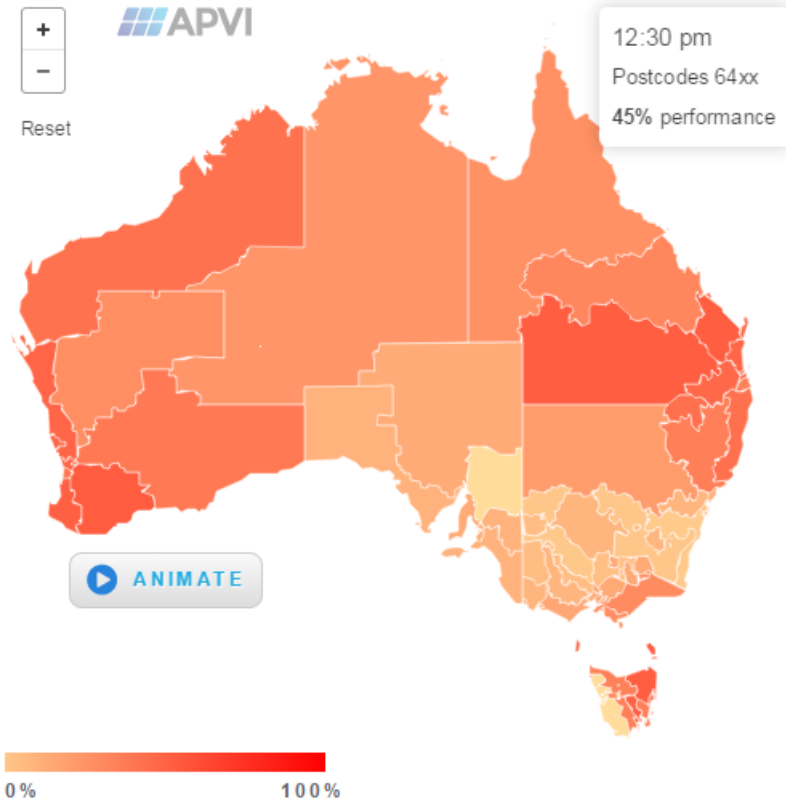 +
APVI
12:30 pm
Postcodes 64xx
45% performance
−
Reset
ANIMATE
0%
100%